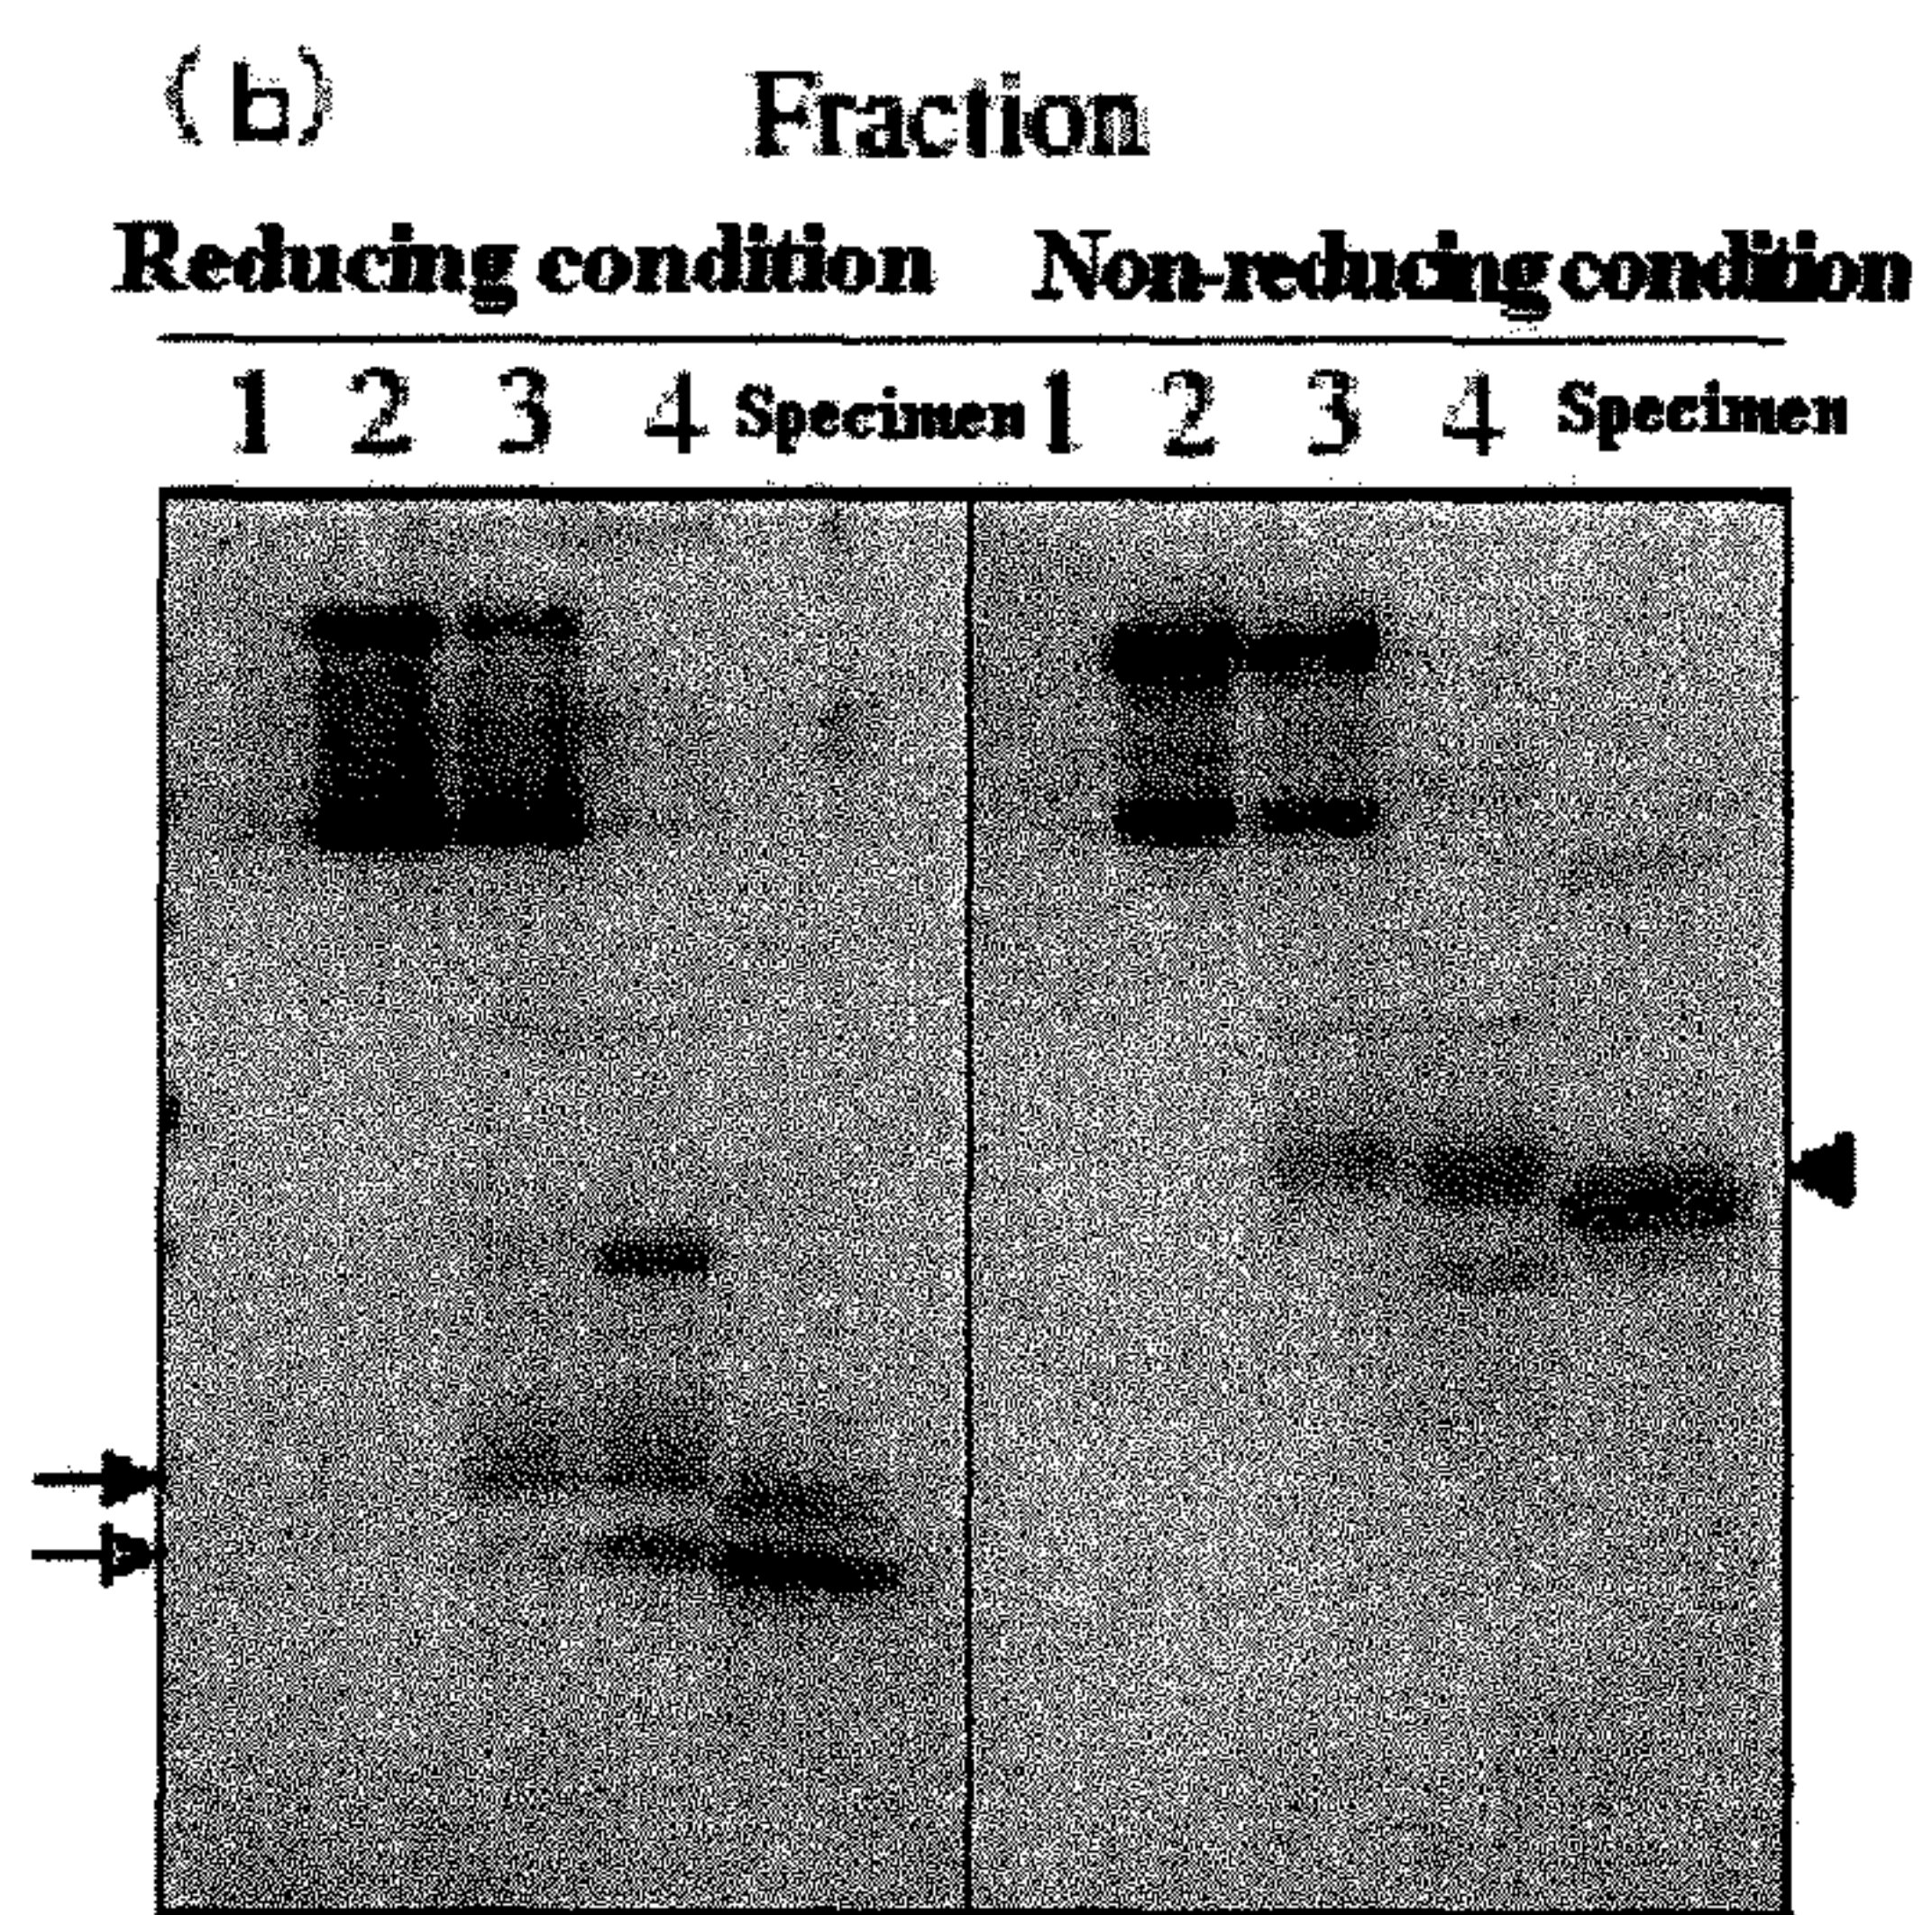 (b)
Fraction
Reducing condition Non-reducing condition
1 2 3 4 Specimen 1 2 3 4 Specimen